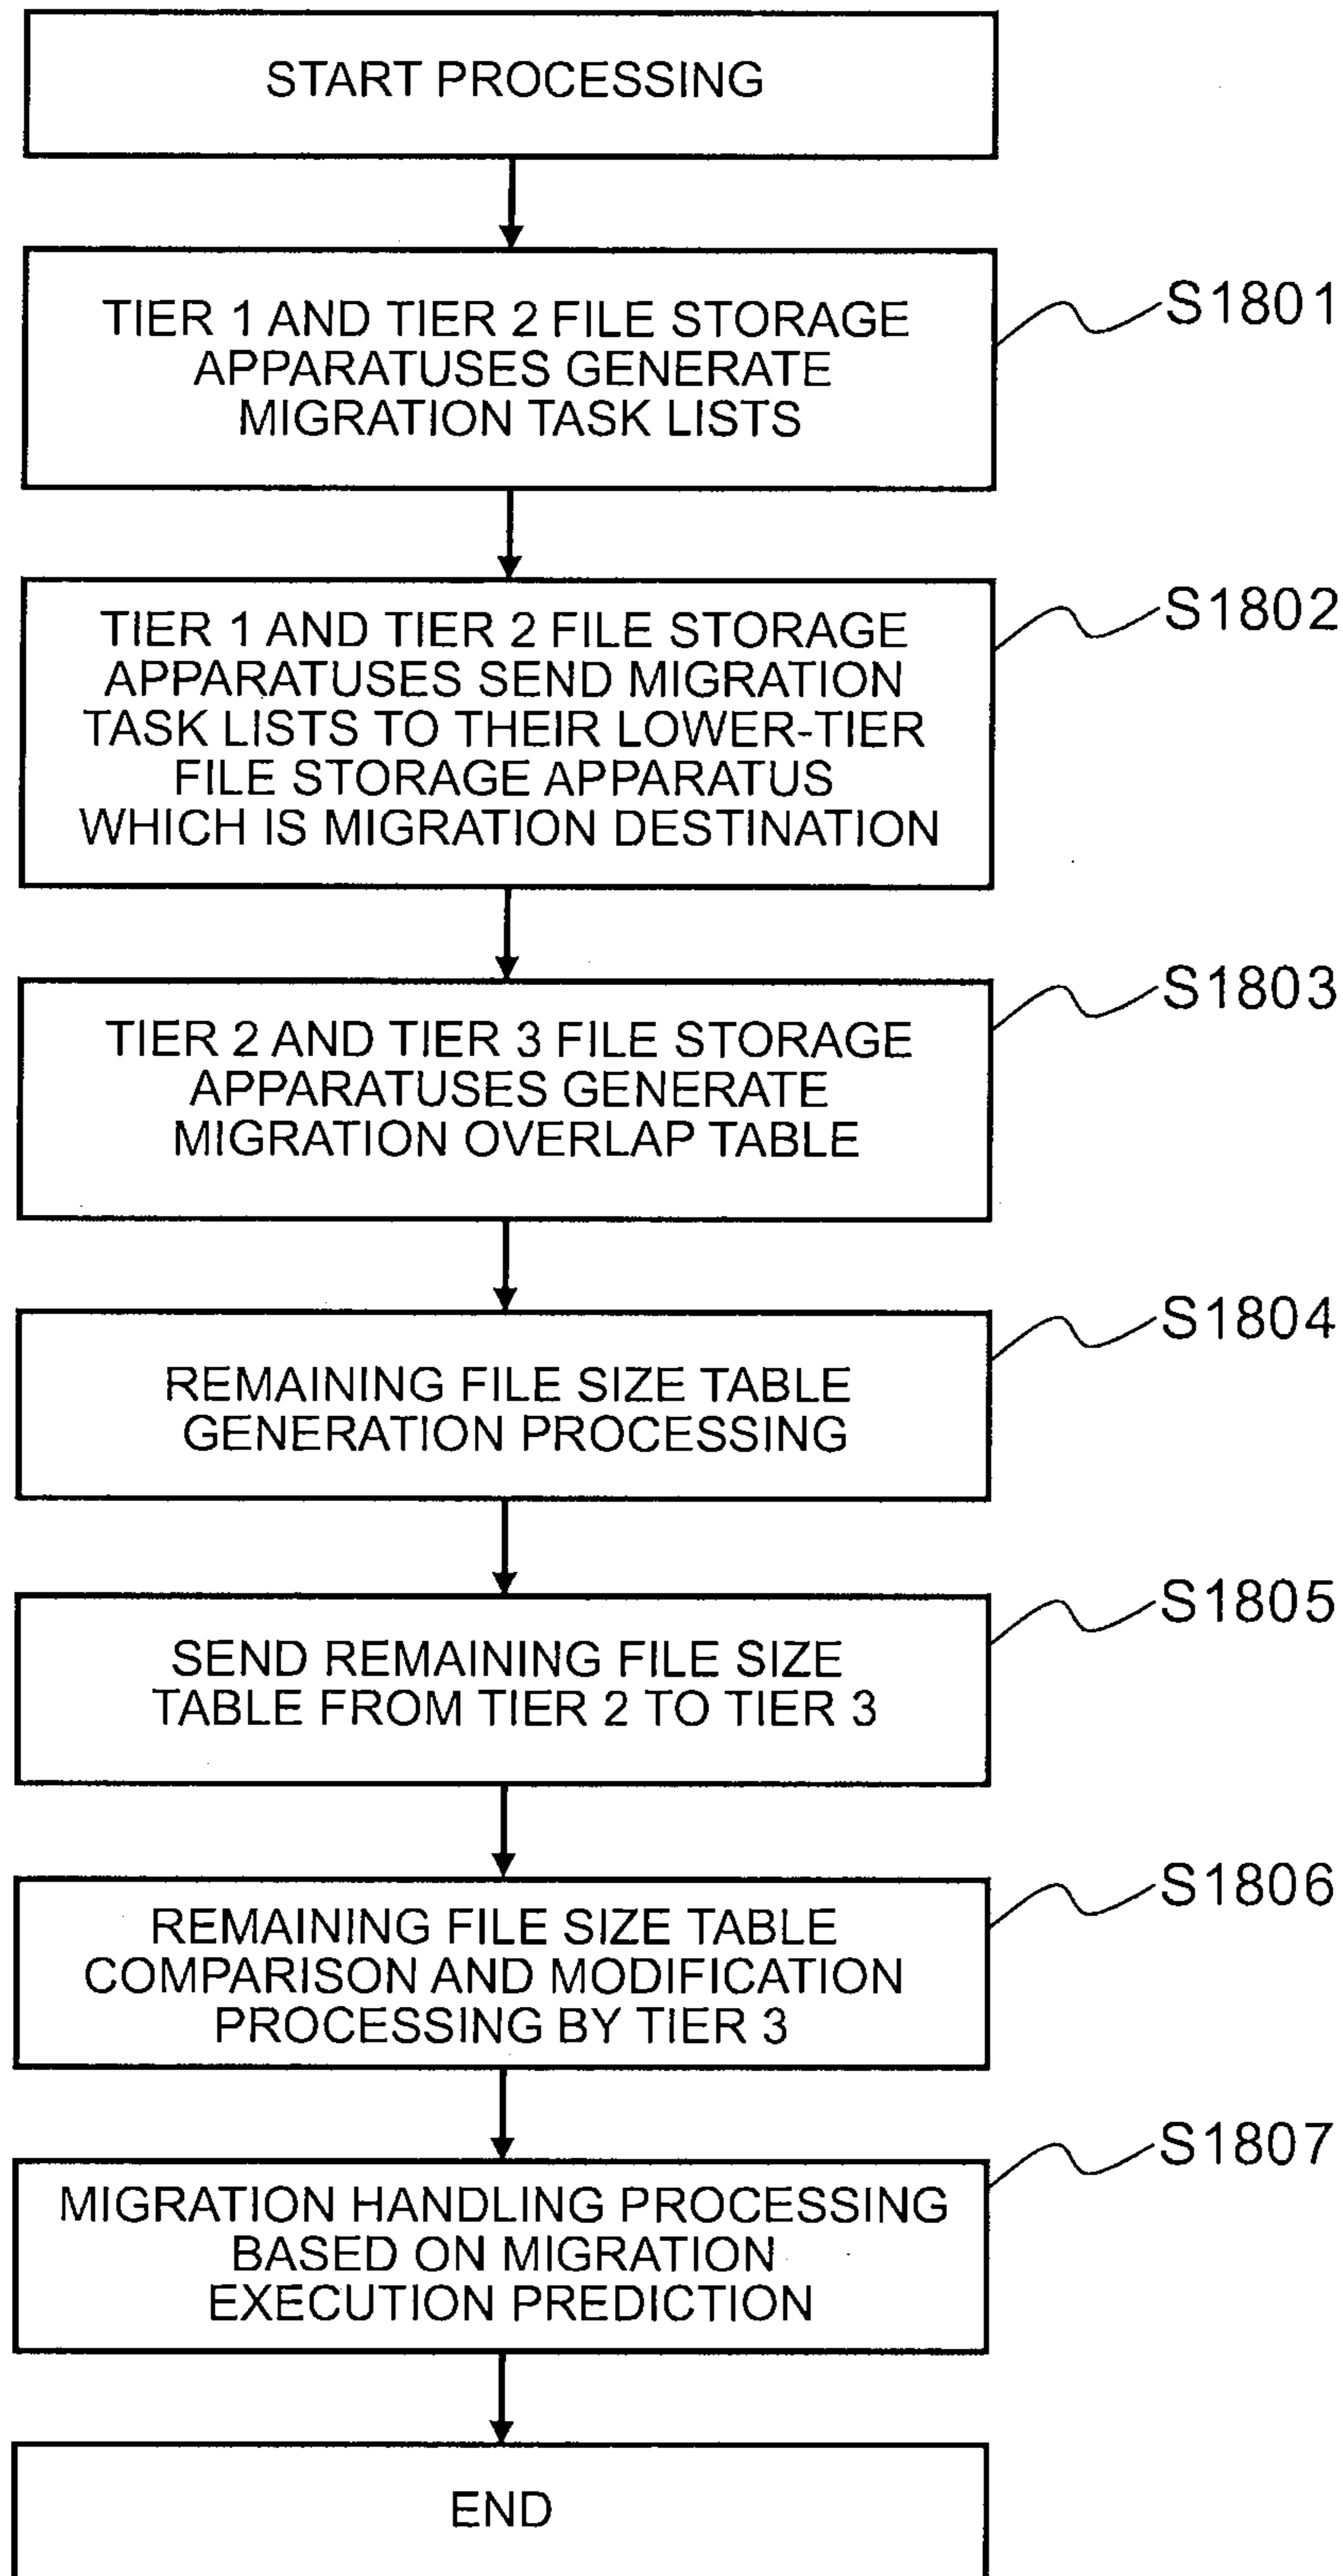 START PROCESSING
TIER 1 AND TIER 2 FILE STORAGE
APPARATUSES GENERATE
MIGRATION TASK LISTS
S1801
TIER 1 AND TIER 2 FILE STORAGE
APPARATUSES SEND MIGRATION
TASK LISTS TO THEIR LOWER-TIER
FILE STORAGE APPARATUS
WHICH IS MIGRATION DESTINATION
S1802
TIER 2 AND TIER 3 FILE STORAGE
APPARATUSES GENERATE
MIGRATION OVERLAP TABLE
S1803
REMAINING FILE SIZE TABLE
GENERATION PROCESSING
S1804
SEND REMAINING FILE SIZE
TABLE FROM TIER 2 TO TIER 3
S1805
REMAINING FILE SIZE TABLE
COMPARISON AND MODIFICATION
PROCESSING BY TIER 3
S1806
MIGRATION HANDLING PROCESSING
BASED ON MIGRATION
EXECUTION PREDICTION
S1807
END